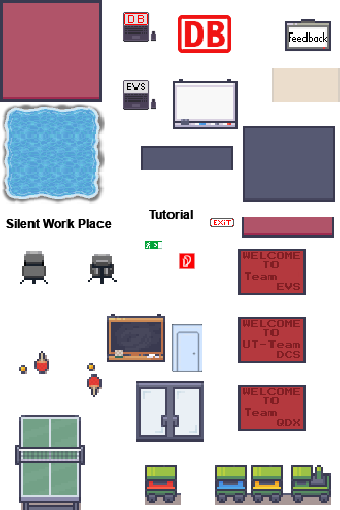 DB
DB
Feedback
EWS
Silent Work Place
Tutorial
EXIT
WELCOME
TO
Team
EVS
WELCOME
TO
UT-Team
DCS
WELCOME
TO
Team
QDX